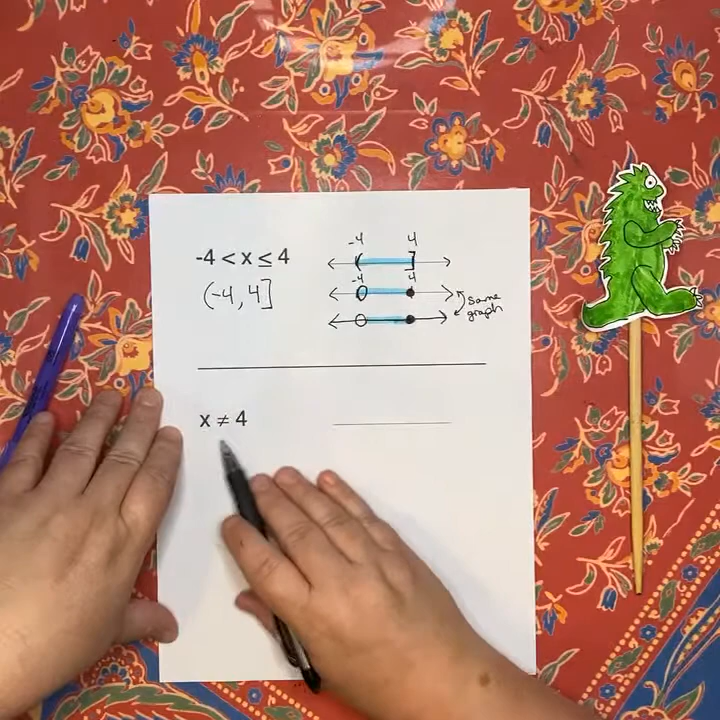 -4 < x ≤ 4
(-4, 4]
-4 4
-4 4
same
graph
x ≠ 4